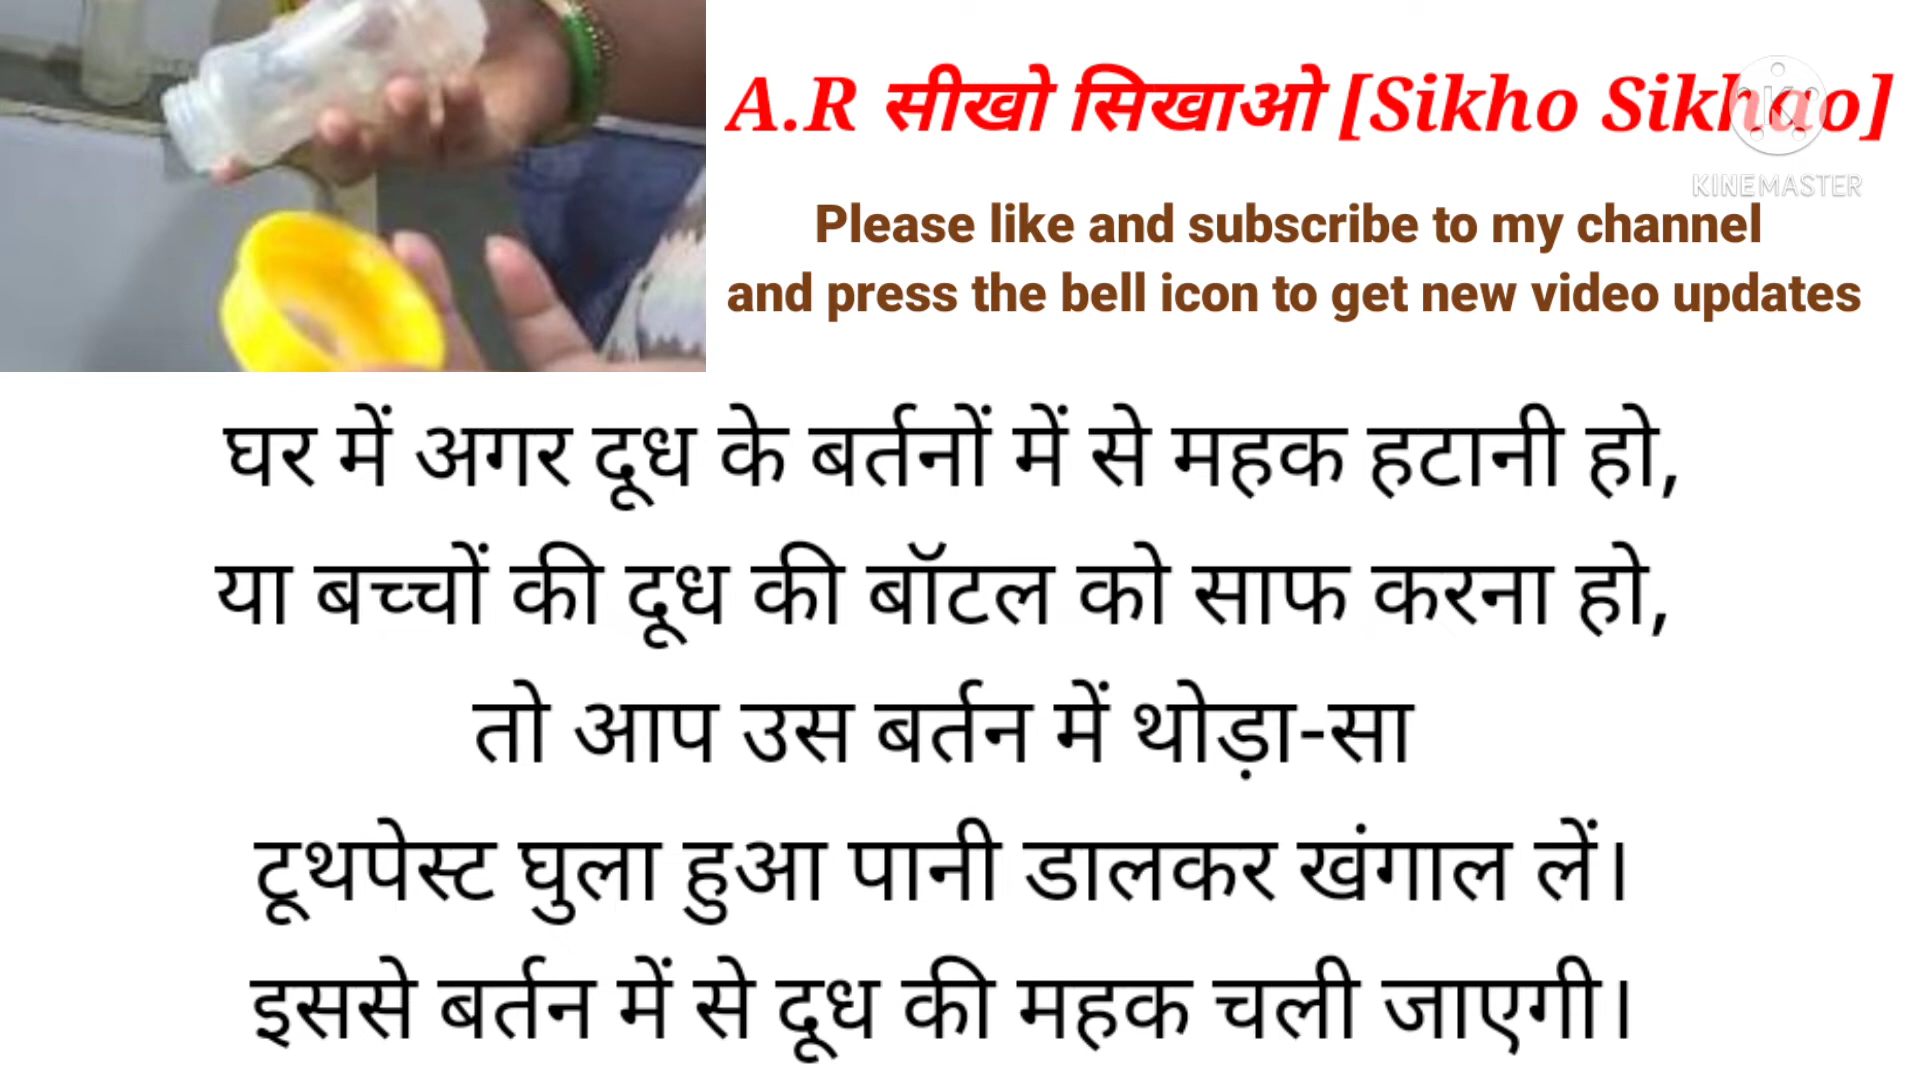 A.R सीखो सिखाओ [Sikho Sikhao]
KINEMASTER
Please like and subscribe to my channel
and press the bell icon to get new video updates
घर में अगर दूध के बर्तनों में से महक हटानी हो,
या बच्चों की दूध की बॉटल को साफ करना हो,
तो आप उस बर्तन में थोड़ा-सा
टूथपेस्ट घुला हुआ पानी डालकर खंगाल लें।
इससे बर्तन में से दूध की महक चली जाएगी।